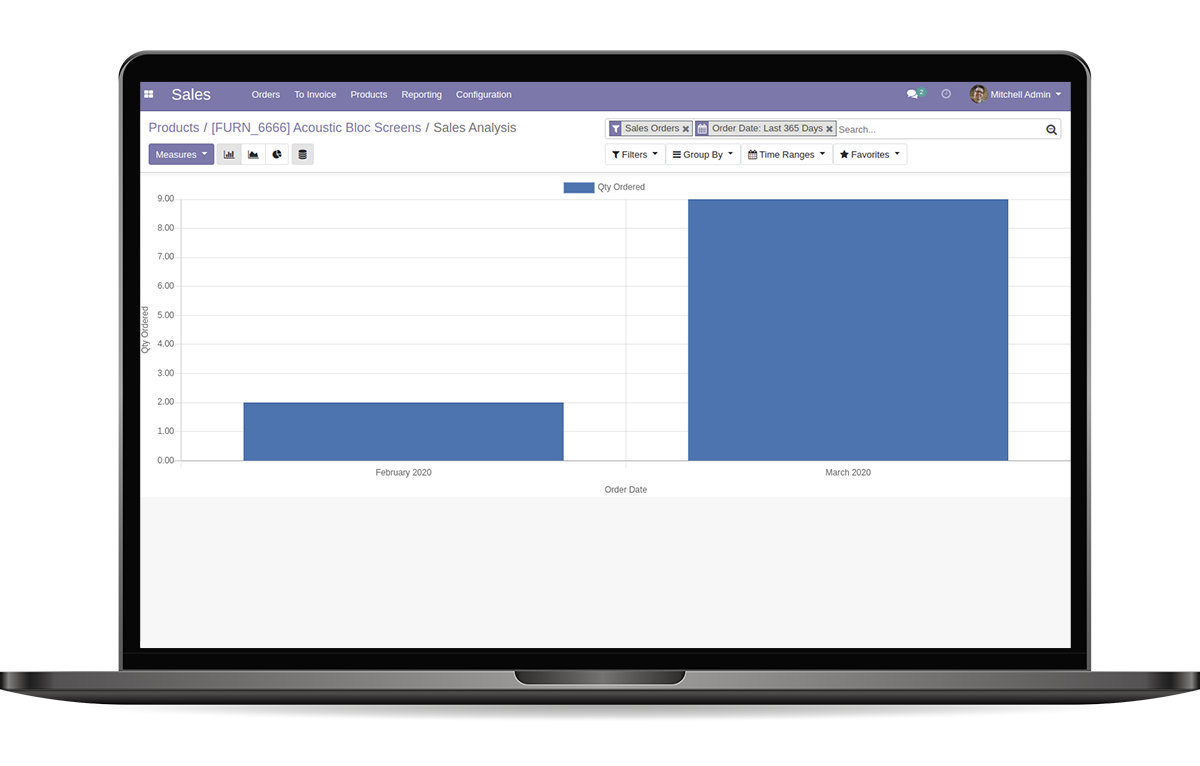 Sales Orders To Invoice Products Reporting Configuration 2 Mitchell Admin
Products / [FURN_6666] Acoustic Bloc Screens / Sales Analysis
Sales Orders × Order Date: Last 365 Days × Search...
Measures Filters Group By Time Ranges Favorites
Qty Ordered
9.00
8.00
7.00
6.00
5.00
4.00
3.00
2.00
1.00
0.00
Qty Ordered
February 2020 March 2020
Order Date